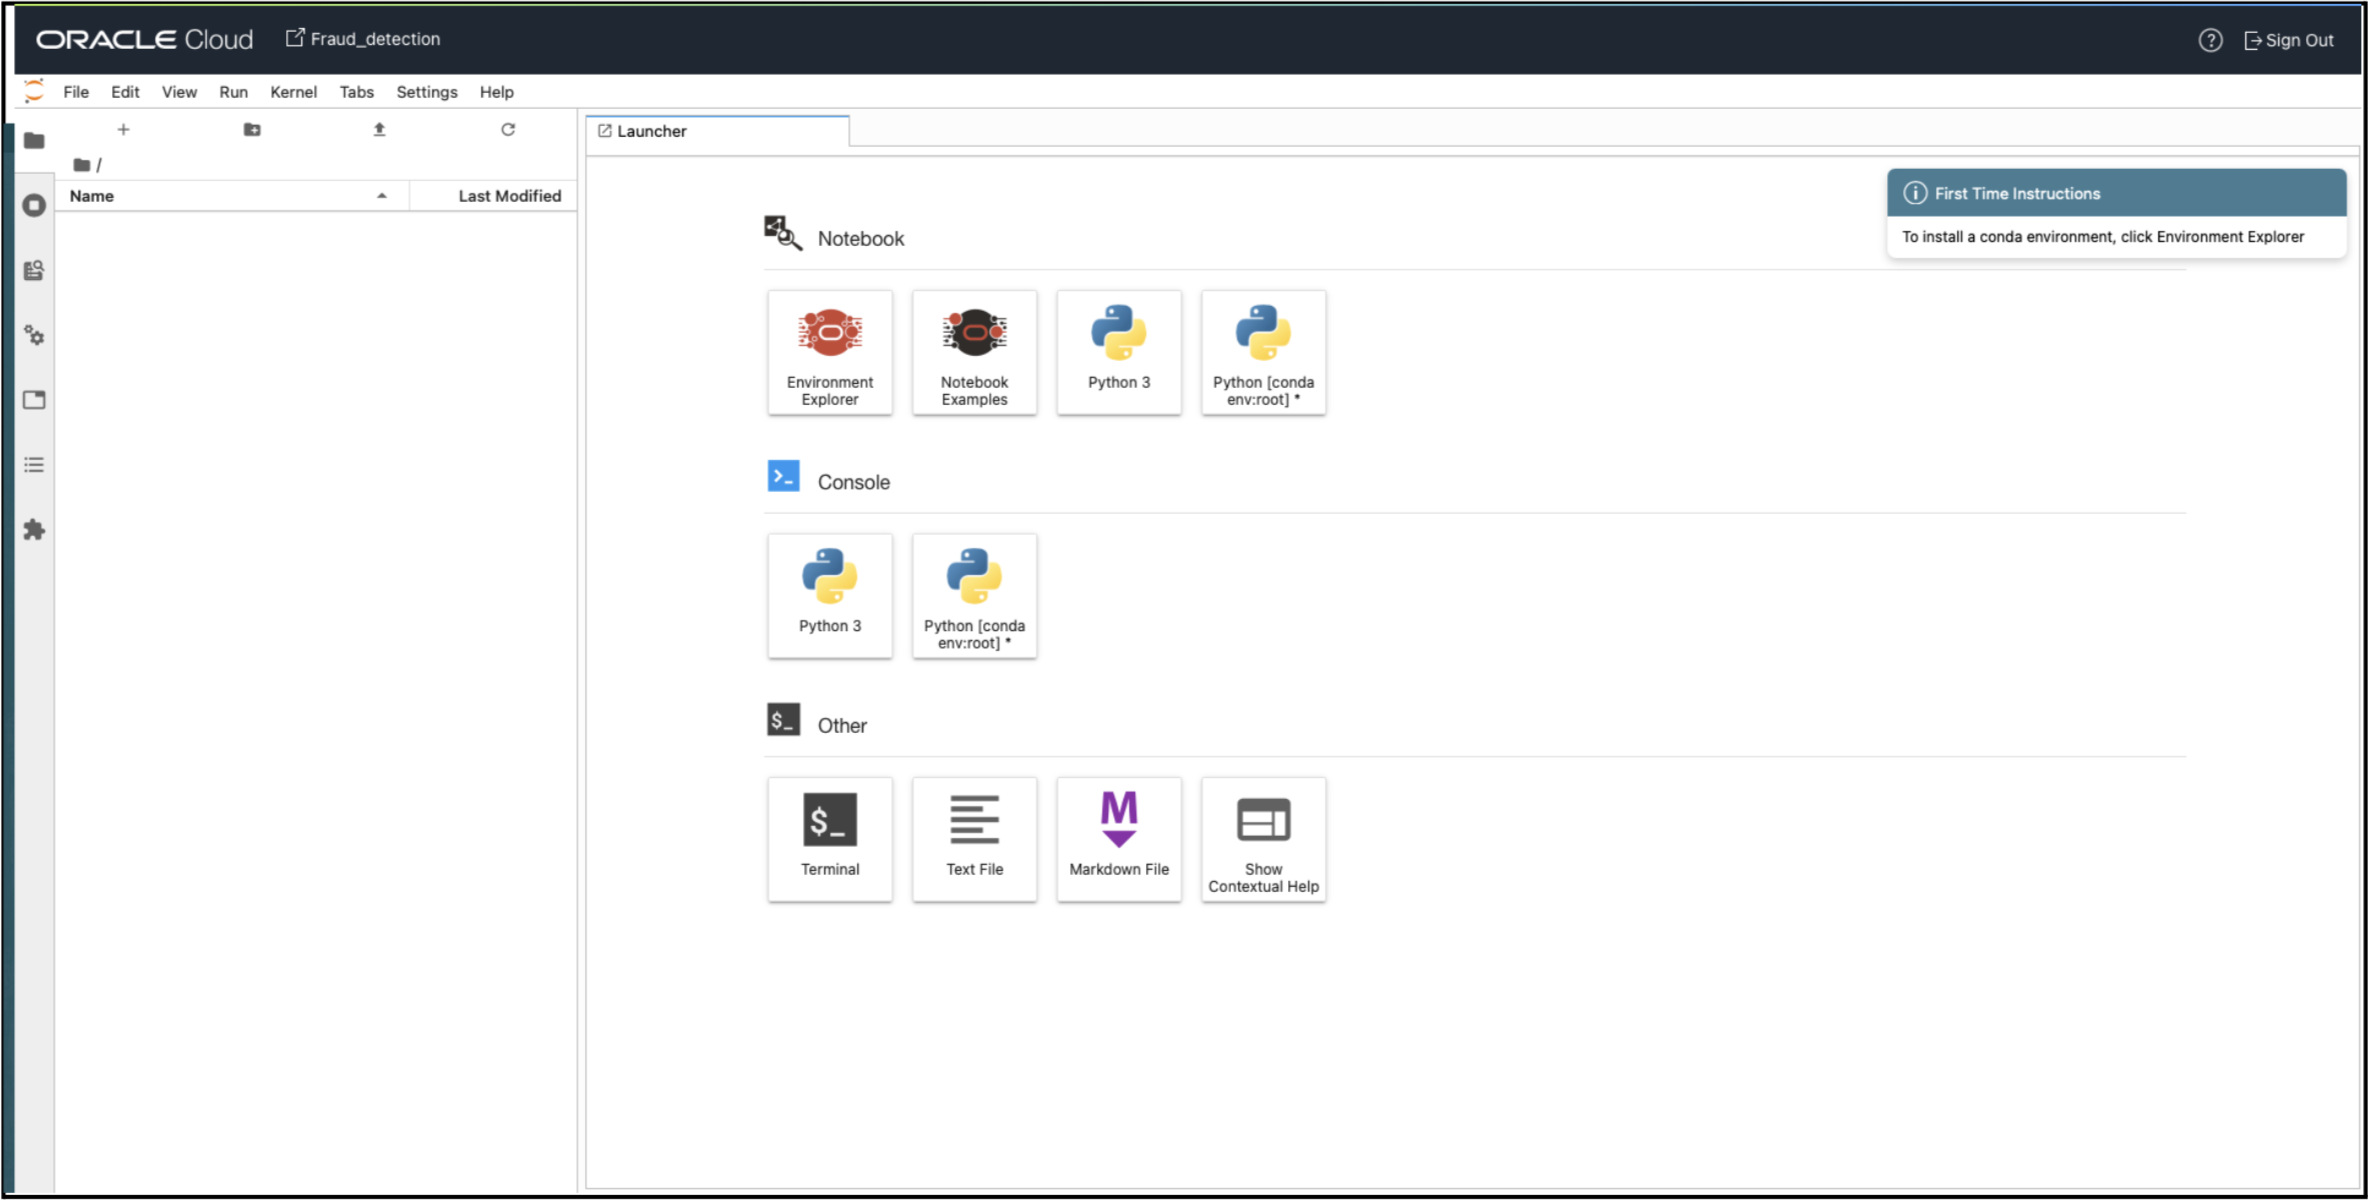 ORACLE Cloud Fraud_detection
? Sign Out
File Edit View Run Kernel Tabs Settings Help
/
Name Last Modified
Launcher
First Time Instructions
To install a conda environment, click Environment Explorer
Notebook
Environment
Explorer
Notebook
Examples
Python 3
Python [conda
env:root] *
>_ Console
Python 3
Python [conda
env:root] *
$_ Other
$_
Terminal
Text File
M
Markdown File
Show
Contextual Help